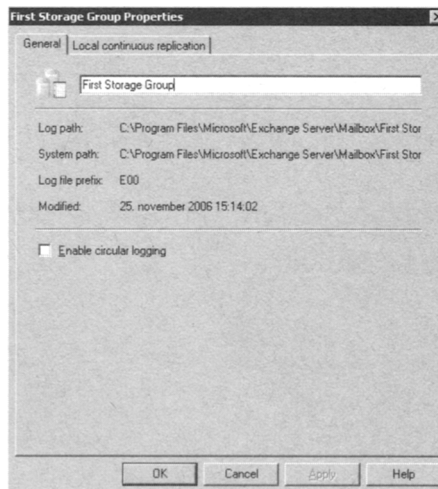 First Storage Group Properties
General
Local continuous replication
First Storage Group
Log path: C:\Program Files\Microsoft\Exchange Server\Mailbox\First Stor
System path: C:\Program Files\Microsoft\Exchange Server\Mailbox\First Stor
Log file prefix: E00
Modified: 25. november 2006 15:14:02
Enable circular logging
OK
Cancel
Apply
Help